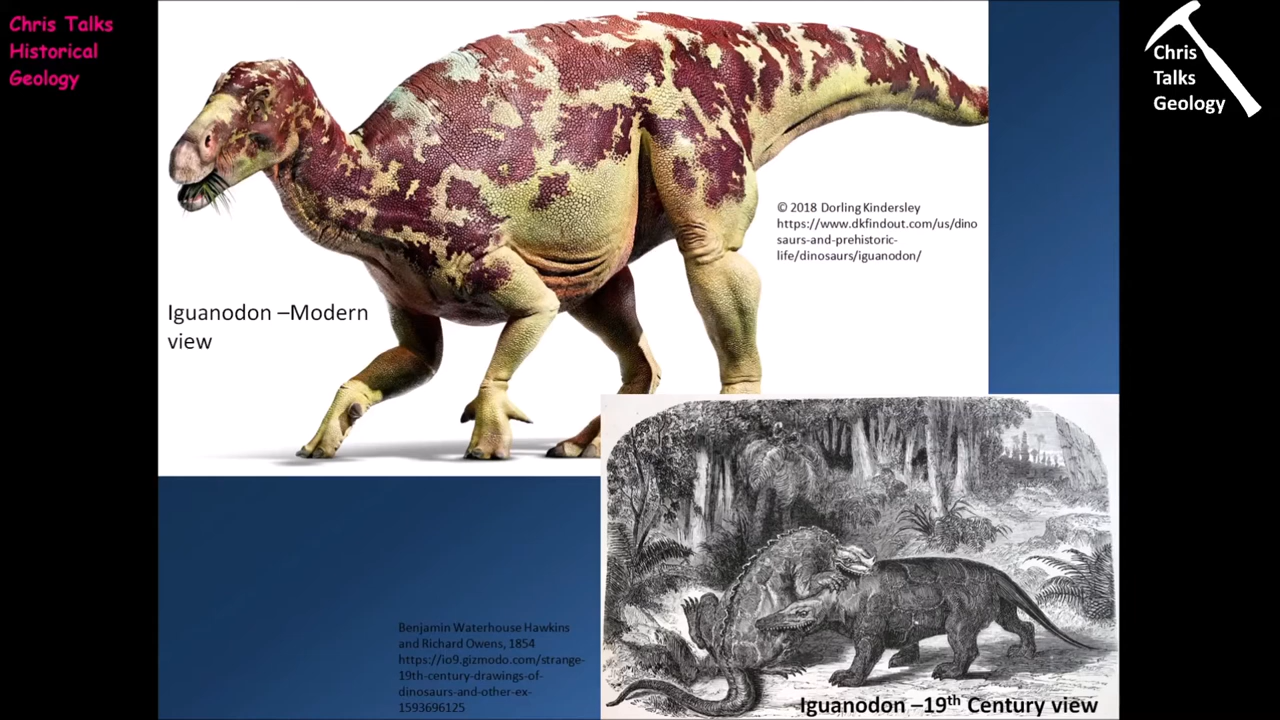 Chris Talks
Historical
Geology
Chris
Talks
Geology
© 2018 Dorling Kindersley
https://www.dkfindout.com/us/dino
saurs-and-prehistoric-
life/dinosaurs/iguanodon/
Iguanodon –Modern
view
Benjamin Waterhouse Hawkins
and Richard Owens, 1854
https://io9.gizmodo.com/strange-
19th-century-drawings-of-
dinosaurs-and-other-ex-
1593696125
Iguanodon –19th Century view